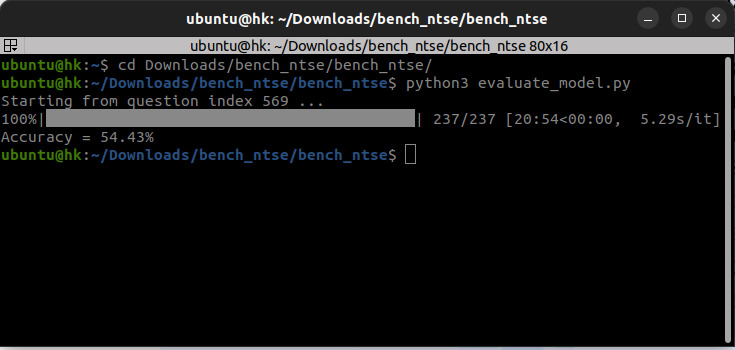 ubuntu@hk: ~/Downloads/bench_ntse/bench_ntse
ubuntu@hk: ~/Downloads/bench_ntse/bench_ntse 80x16
ubuntu@hk:~$ cd Downloads/bench_ntse/bench_ntse/
ubuntu@hk:~/Downloads/bench_ntse/bench_ntse$ python3 evaluate_model.py
Starting from question index 569 ...
100%|| 237/237 [20:54<00:00,  5.29s/it]
Accuracy = 54.43%
ubuntu@hk:~/Downloads/bench_ntse/bench_ntse$